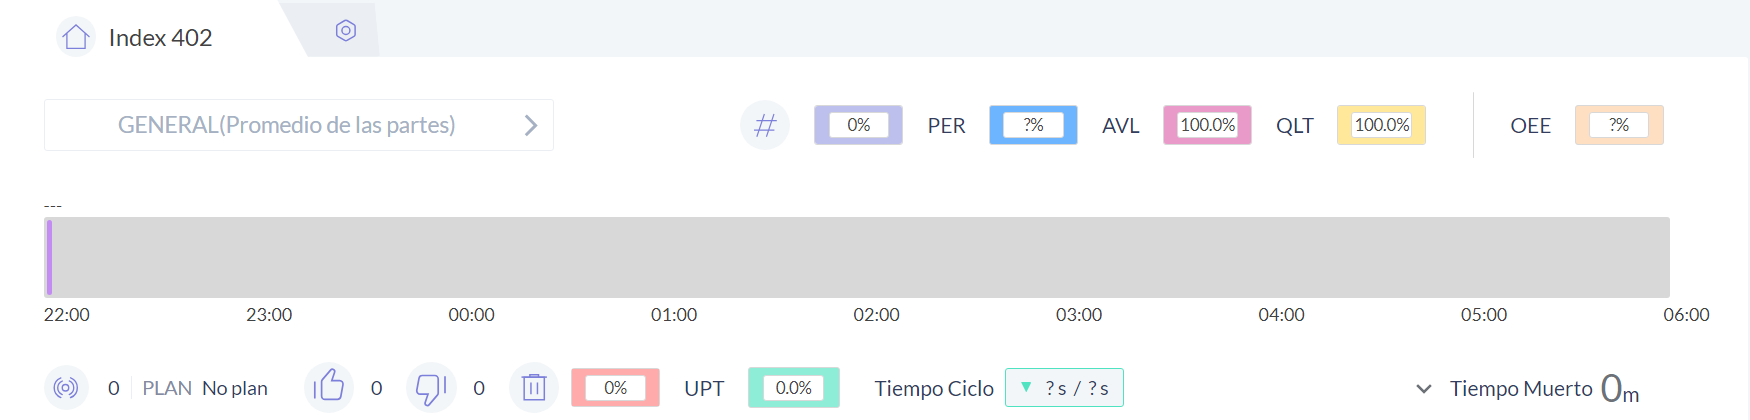 Index 402
GENERAL(Promedio de las partes)
# 0% PER ?% AVL 100.0% QLT 100.0% OEE ?%
---
22:00 23:00 00:00 01:00 02:00 03:00 04:00 05:00 06:00
0 PLAN No plan 0 0 0% UPT 0.0% Tiempo Ciclo ▼ ? s / ? s Tiempo Muerto 0m